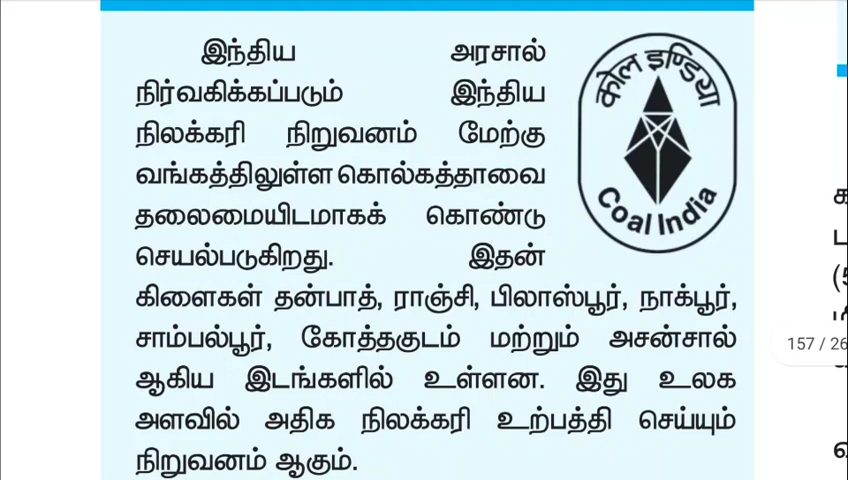 இந்திய அரசால்
நிர்வகிக்கப்படும் இந்திய
நிலக்கரி நிறுவனம் மேற்கு
வங்கத்திலுள்ள கொல்கத்தாவை
தலைமையிடமாகக் கொண்டு
செயல்படுகிறது. இதன்
கிளைகள் தன்பாத், ராஞ்சி, பிலாஸ்பூர், நாக்பூர்,
சாம்பல்பூர், கோத்தகுடம் மற்றும் அசன்சால்
ஆகிய இடங்களில் உள்ளன. இது உலக
அளவில் அதிக நிலக்கரி உற்பத்தி செய்யும்
நிறுவனம் ஆகும்.
कोल इण्डिया
Coal India
157 / 26